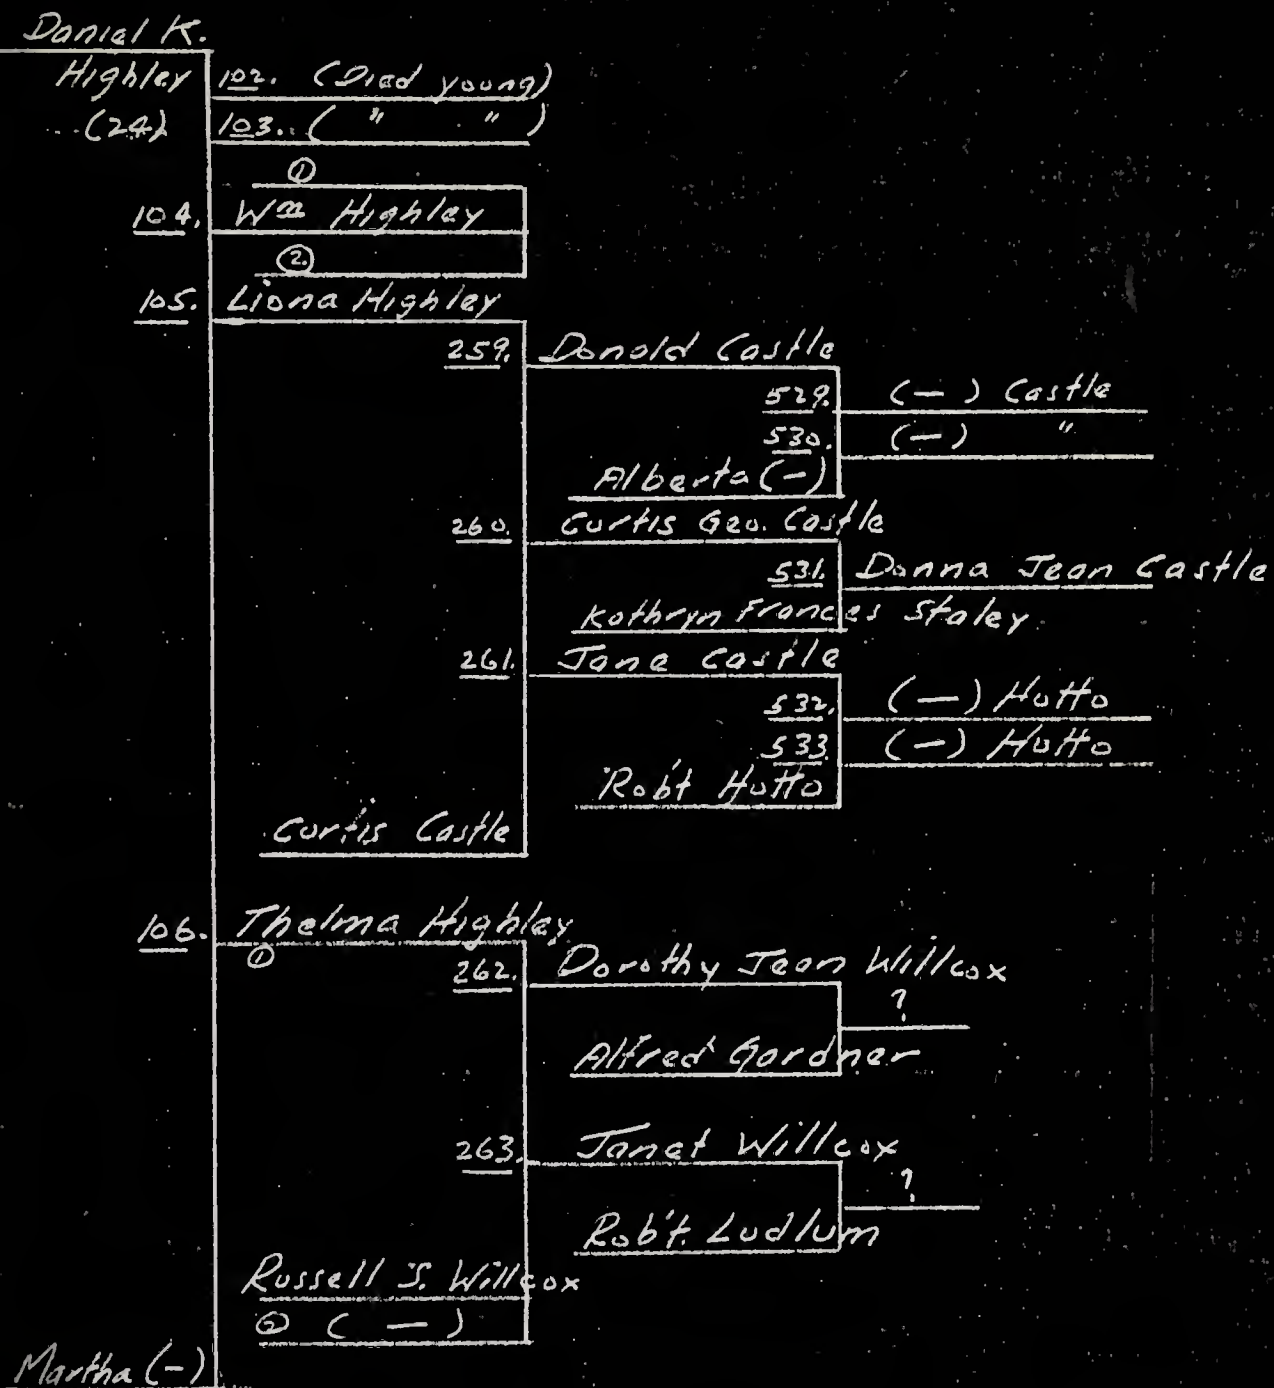 Daniel K.
Highley
(24)
102. (Died young)
103. ( " " )
①
104. Wm Highley
②
105. Liona Highley
259. Donald Castle
529. (—) Castle
530. (—) "
Alberta (—)
260. Curtis Geo. Castle
531. Donna Jean Castle
Kathryn Frances Staley
261. Jane Castle
532. (—) Hutto
533. (—) Hutto
Rob't Hutto
Curtis Castle
106. Thelma Highley
①
262. Dorothy Jean Willcox
?
Alfred Gardner
263. Janet Willcox
?
Rob't. Ludlum
Russell S. Willcox
② ( — )
Martha (—)